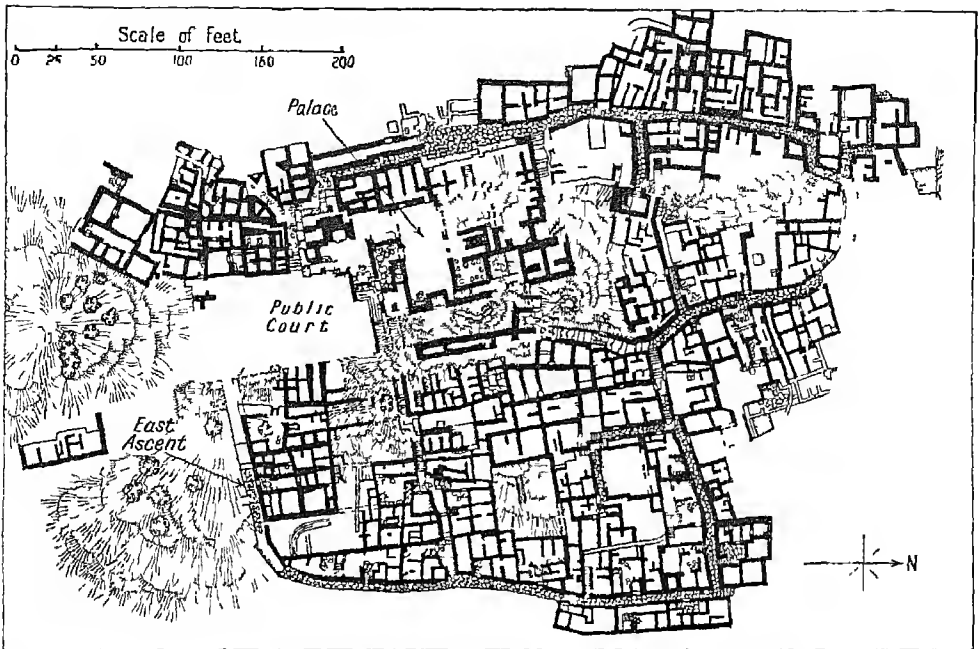 Scale of Feet.
0 25 50 100 150 200
Palace
Public
Court
East
Ascent
N